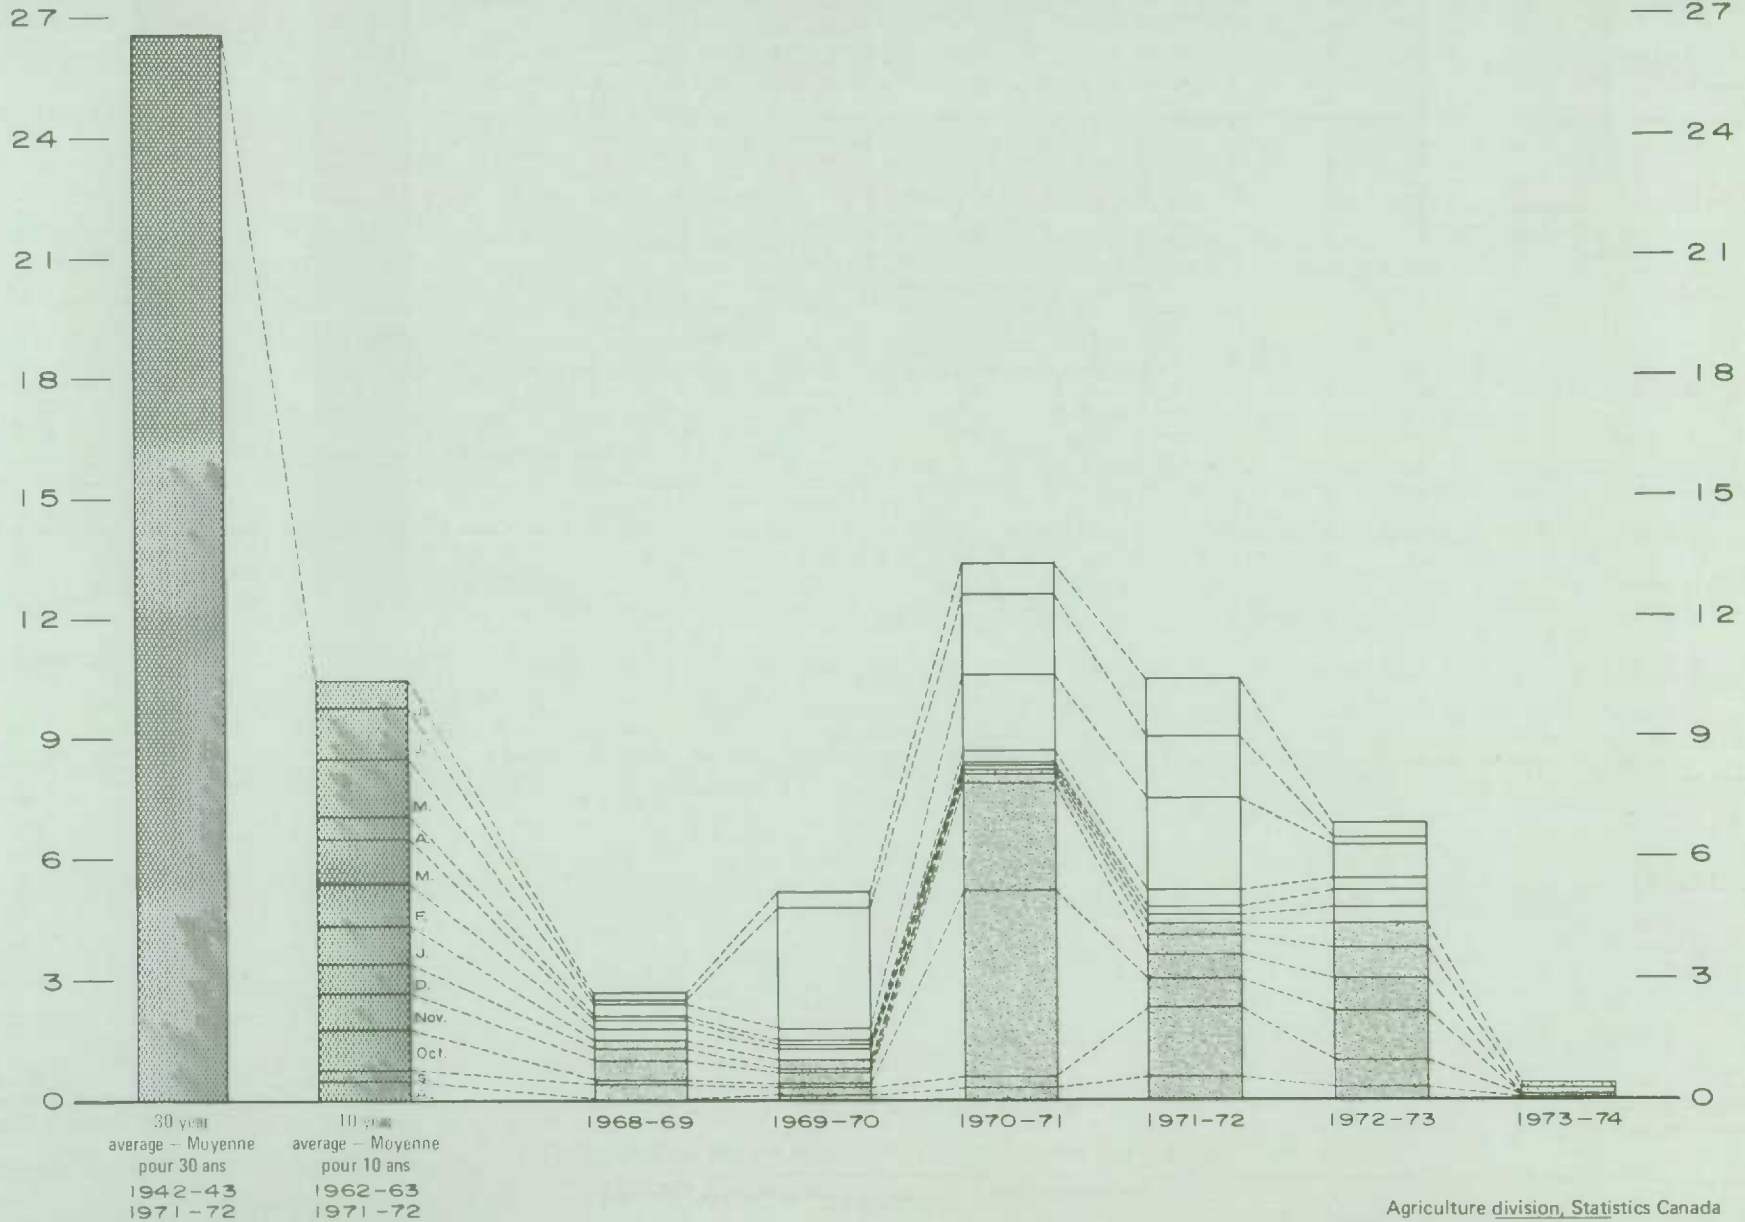 27
24
21
18
15
12
9
6
3
0
27
24
21
18
15
12
9
6
3
0
J.
M.
A.
M.
F.
J.
D.
Nov.
Oct.
S.
30 year
average — Moyenne
pour 30 ans
1942-43
1971-72
10 year
average — Moyenne
pour 10 ans
1962-63
1971-72
1968-69
1969-70
1970-71
1971-72
1972-73
1973-74
Agriculture division, Statistics Canada